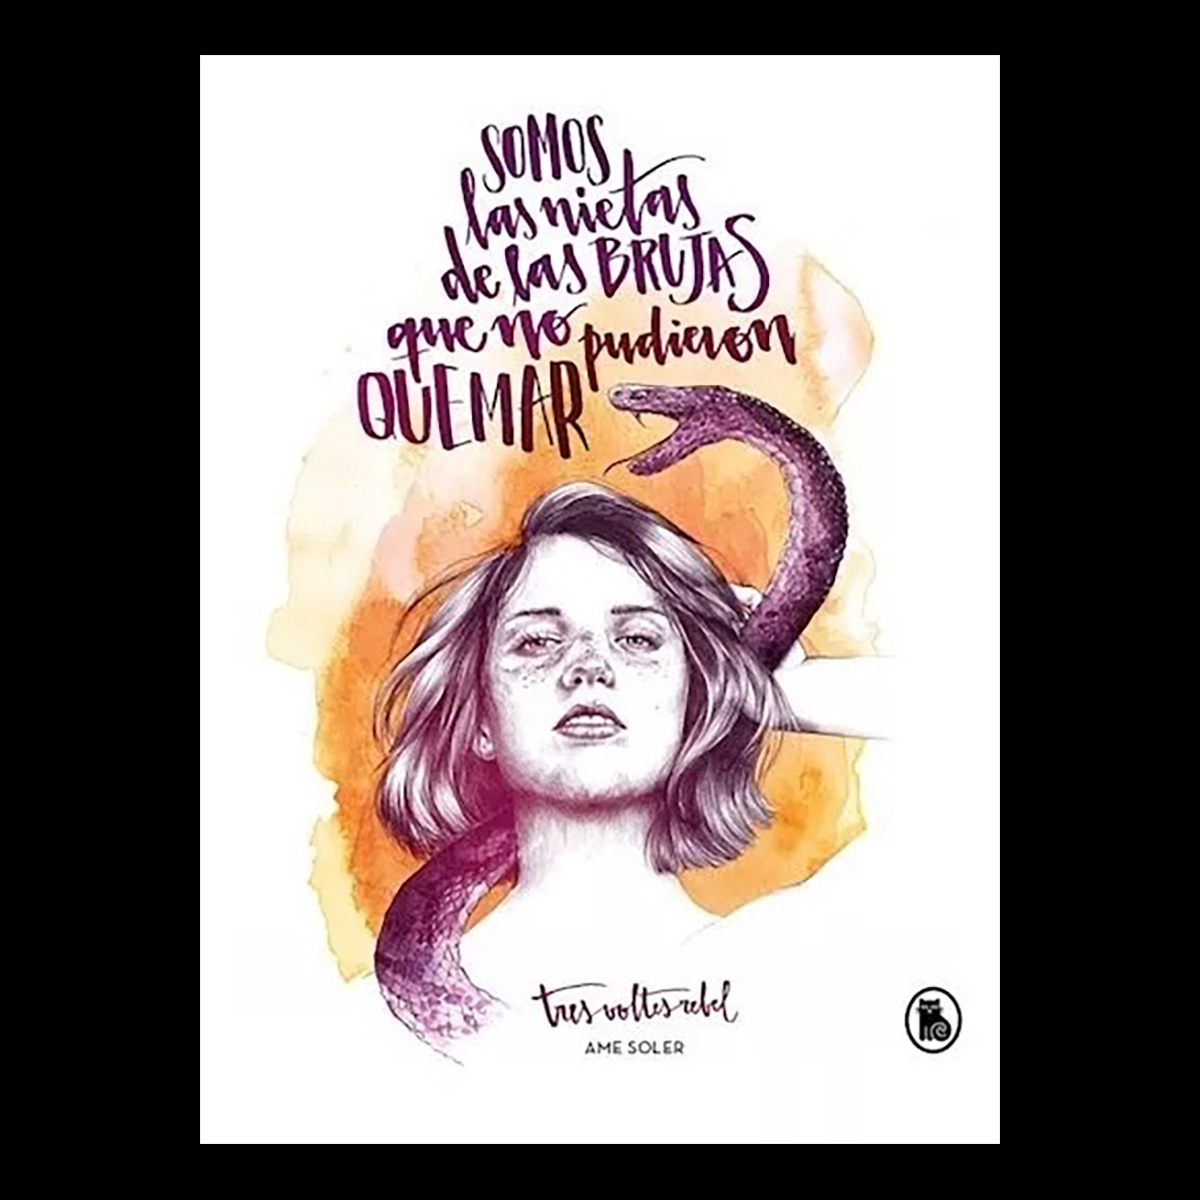 SOMOS
las nietas
de las BRUJAS
que no pudieron
QUEMAR
tres voltes rebel
AME SOLER